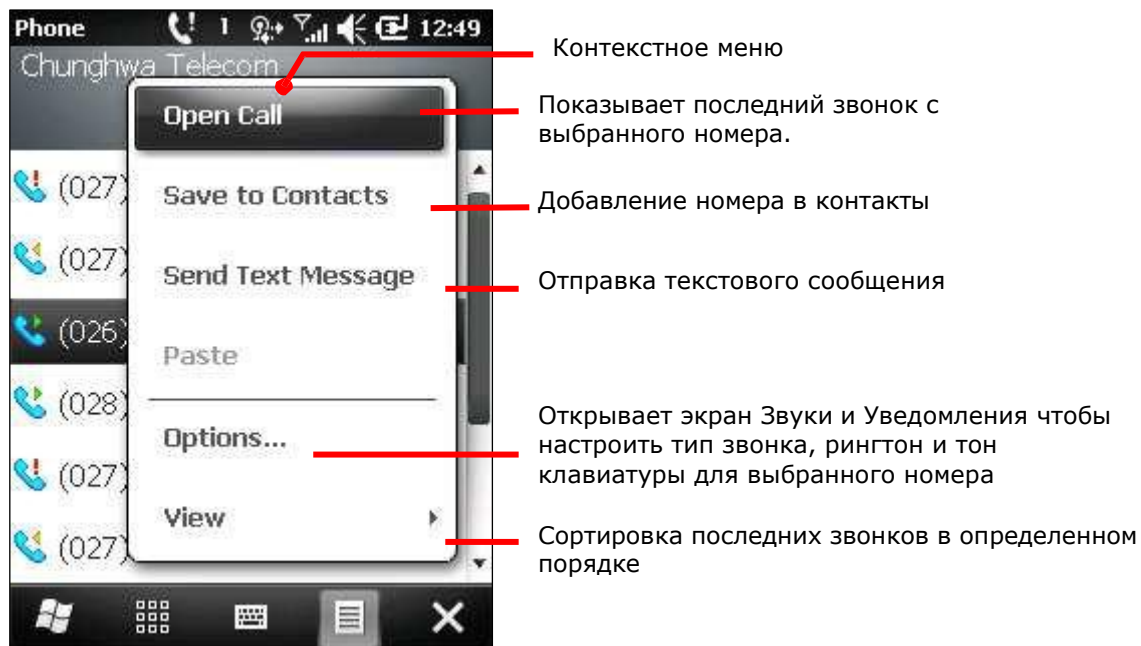 Phone 1 12:49
Chunghwa Telecom
Open Call
(027)
Save to Contacts
(027)
Send Text Message
(026)
Paste
(028)
Options...
(027)
View
(027)
Контекстное меню
Показывает последний звонок с
выбранного номера.
Добавление номера в контакты
Отправка текстового сообщения
Открывает экран Звуки и Уведомления чтобы
настроить тип звонка, рингтон и тон
клавиатуры для выбранного номера
Сортировка последних звонков в определенном
порядке